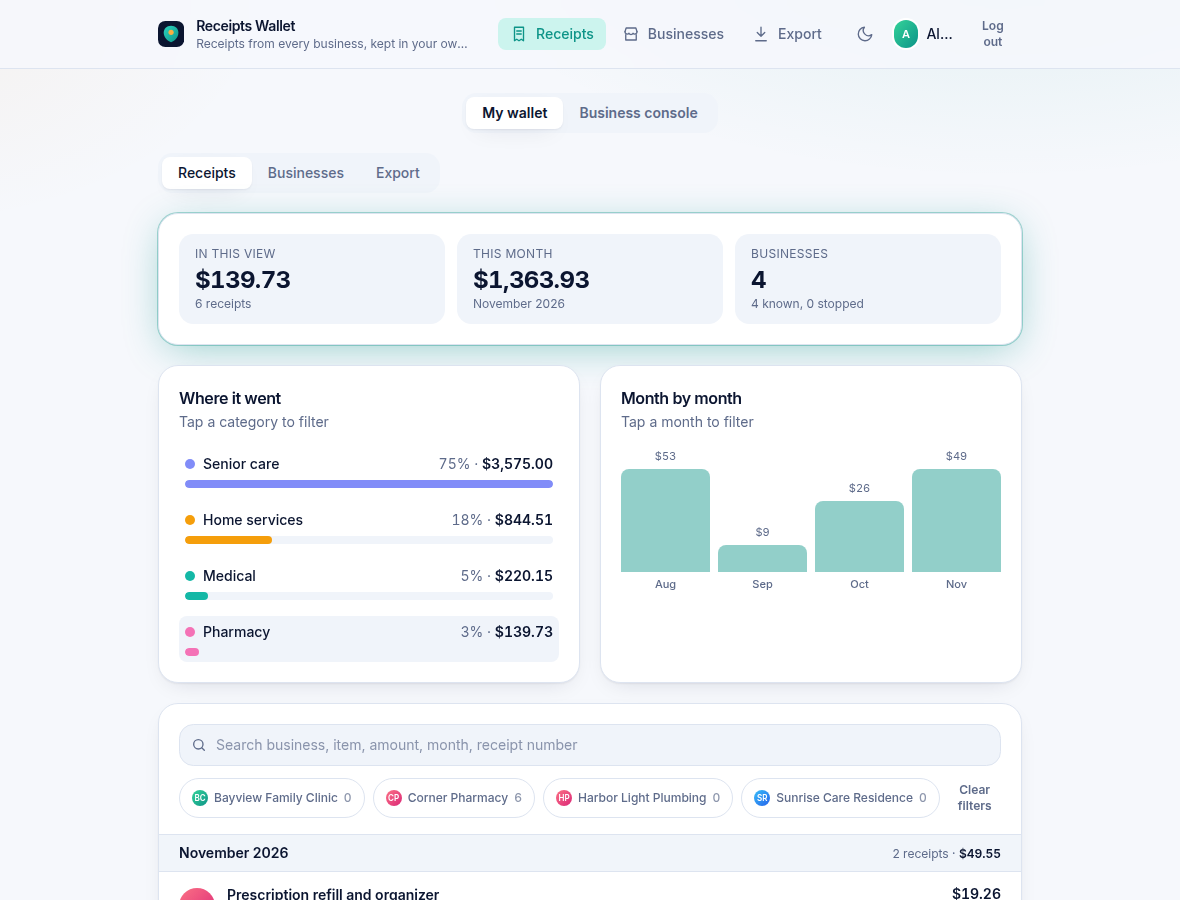 Receipts Wallet
Receipts from every business, kept in your ow...
Receipts
Businesses
Export
A
Al...
Log out
My wallet
Business console
Receipts
Businesses
Export
IN THIS VIEW
$139.73
6 receipts
THIS MONTH
$1,363.93
November 2026
BUSINESSES
4
4 known, 0 stopped
Where it went
Tap a category to filter
Senior care 75% · $3,575.00
Home services 18% · $844.51
Medical 5% · $220.15
Pharmacy 3% · $139.73
Month by month
Tap a month to filter
$53
$9
$26
$49
Aug
Sep
Oct
Nov
Search business, item, amount, month, receipt number
BC Bayview Family Clinic 0
CP Corner Pharmacy 6
HP Harbor Light Plumbing 0
SR Sunrise Care Residence 0
Clear filters
November 2026
2 receipts · $49.55
Prescription refill and organizer
$19.26